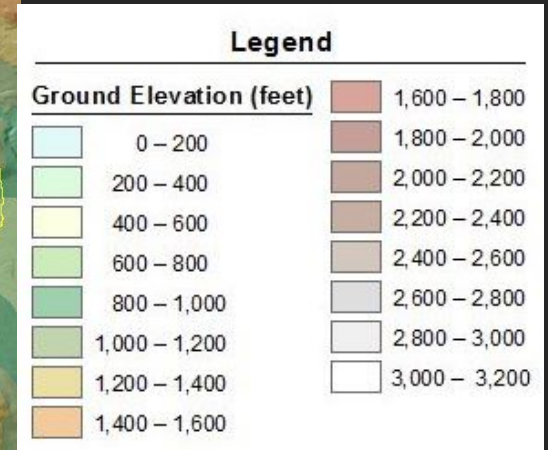 Legend
Ground Elevation (feet)
0 – 200
200 – 400
400 – 600
600 – 800
800 – 1,000
1,000 – 1,200
1,200 – 1,400
1,400 – 1,600
1,600 – 1,800
1,800 – 2,000
2,000 – 2,200
2,200 – 2,400
2,400 – 2,600
2,600 – 2,800
2,800 – 3,000
3,000 – 3,200